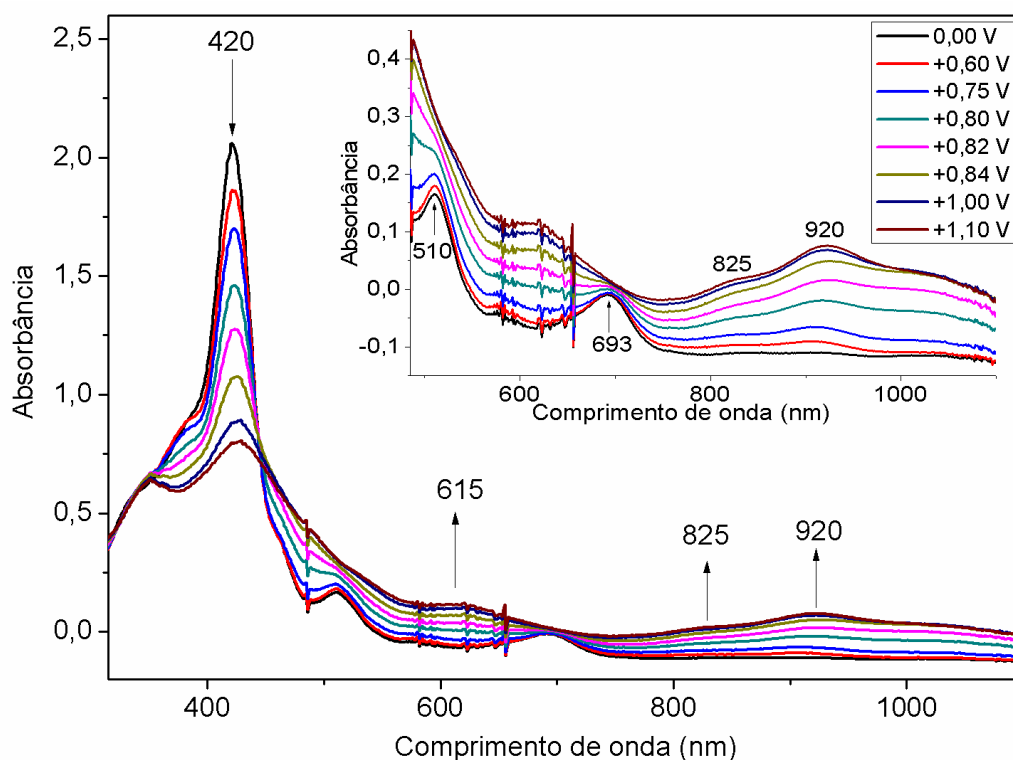 2,5
2,0
1,5
1,0
0,5
0,0
Absorbância
400
600
800
1000
Comprimento de onda (nm)
420
615
825
920
0,4
0,3
0,2
0,1
0,0
-0,1
Absorbância
600
800
1000
Comprimento de onda (nm)
510
693
825
920
0,00 V
+0,60 V
+0,75 V
+0,80 V
+0,82 V
+0,84 V
+1,00 V
+1,10 V